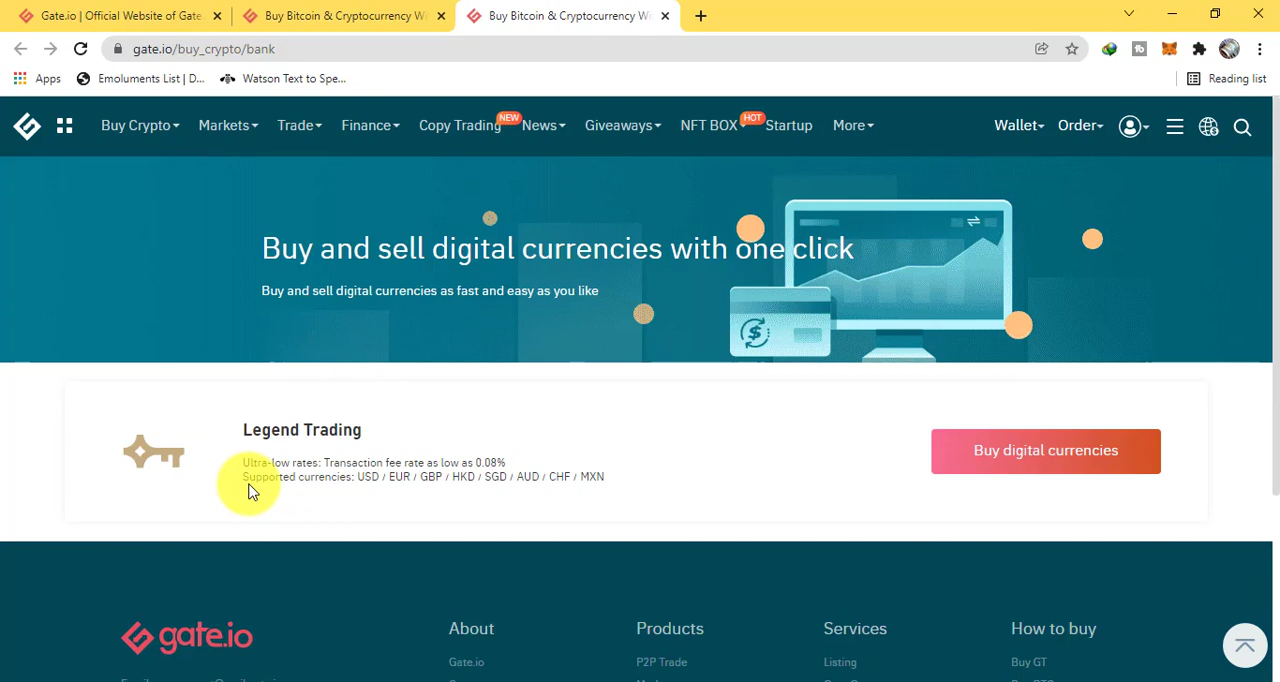 Gate.io | Official Website of Gate.
Buy Bitcoin & Cryptocurrency Wi
Buy Bitcoin & Cryptocurrency Wi
gate.io/buy_crypto/bank
Apps
Emoluments List | D...
Watson Text to Spe...
Reading list
Buy Crypto
Markets
Trade
Finance
Copy Trading
NEW
News
Giveaways
NFT BOX
HOT
Startup
More
Wallet
Order
Buy and sell digital currencies with one click
Buy and sell digital currencies as fast and easy as you like
Legend Trading
Ultra-low rates: Transaction fee rate as low as 0.08%
Supported currencies: USD / EUR / GBP / HKD / SGD / AUD / CHF / MXN
Buy digital currencies
gate.io
About
Products
Services
How to buy
Gate.io
P2P Trade
Listing
Buy GT